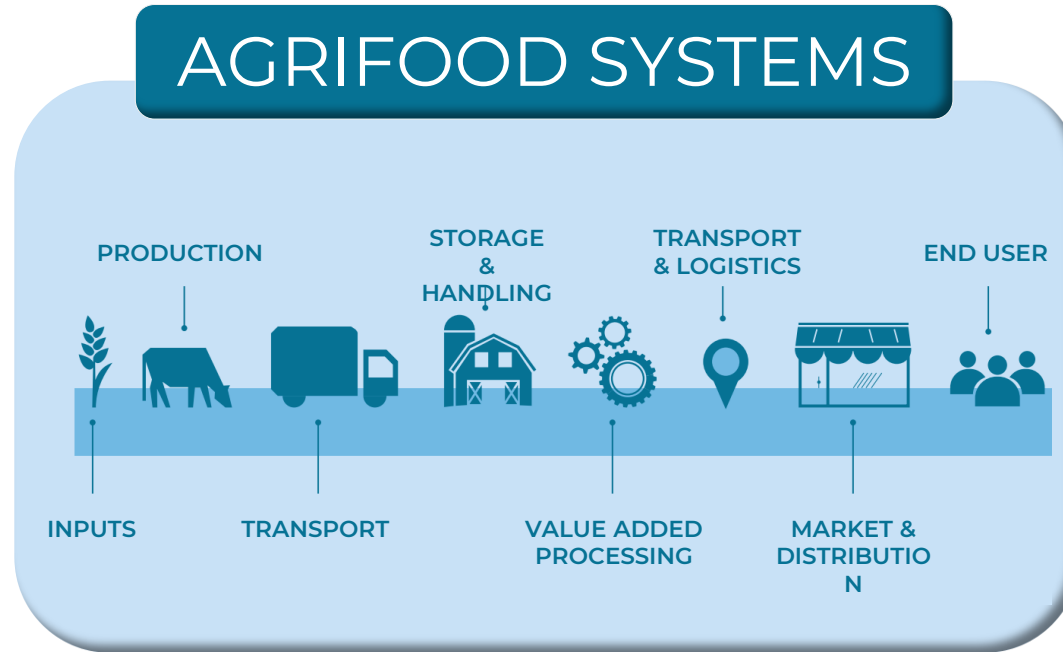 AGRIFOOD SYSTEMS
PRODUCTION
STORAGE
&
HANDLING
TRANSPORT
& LOGISTICS
END USER
INPUTS
TRANSPORT
VALUE ADDED
PROCESSING
MARKET &
DISTRIBUTIO
N